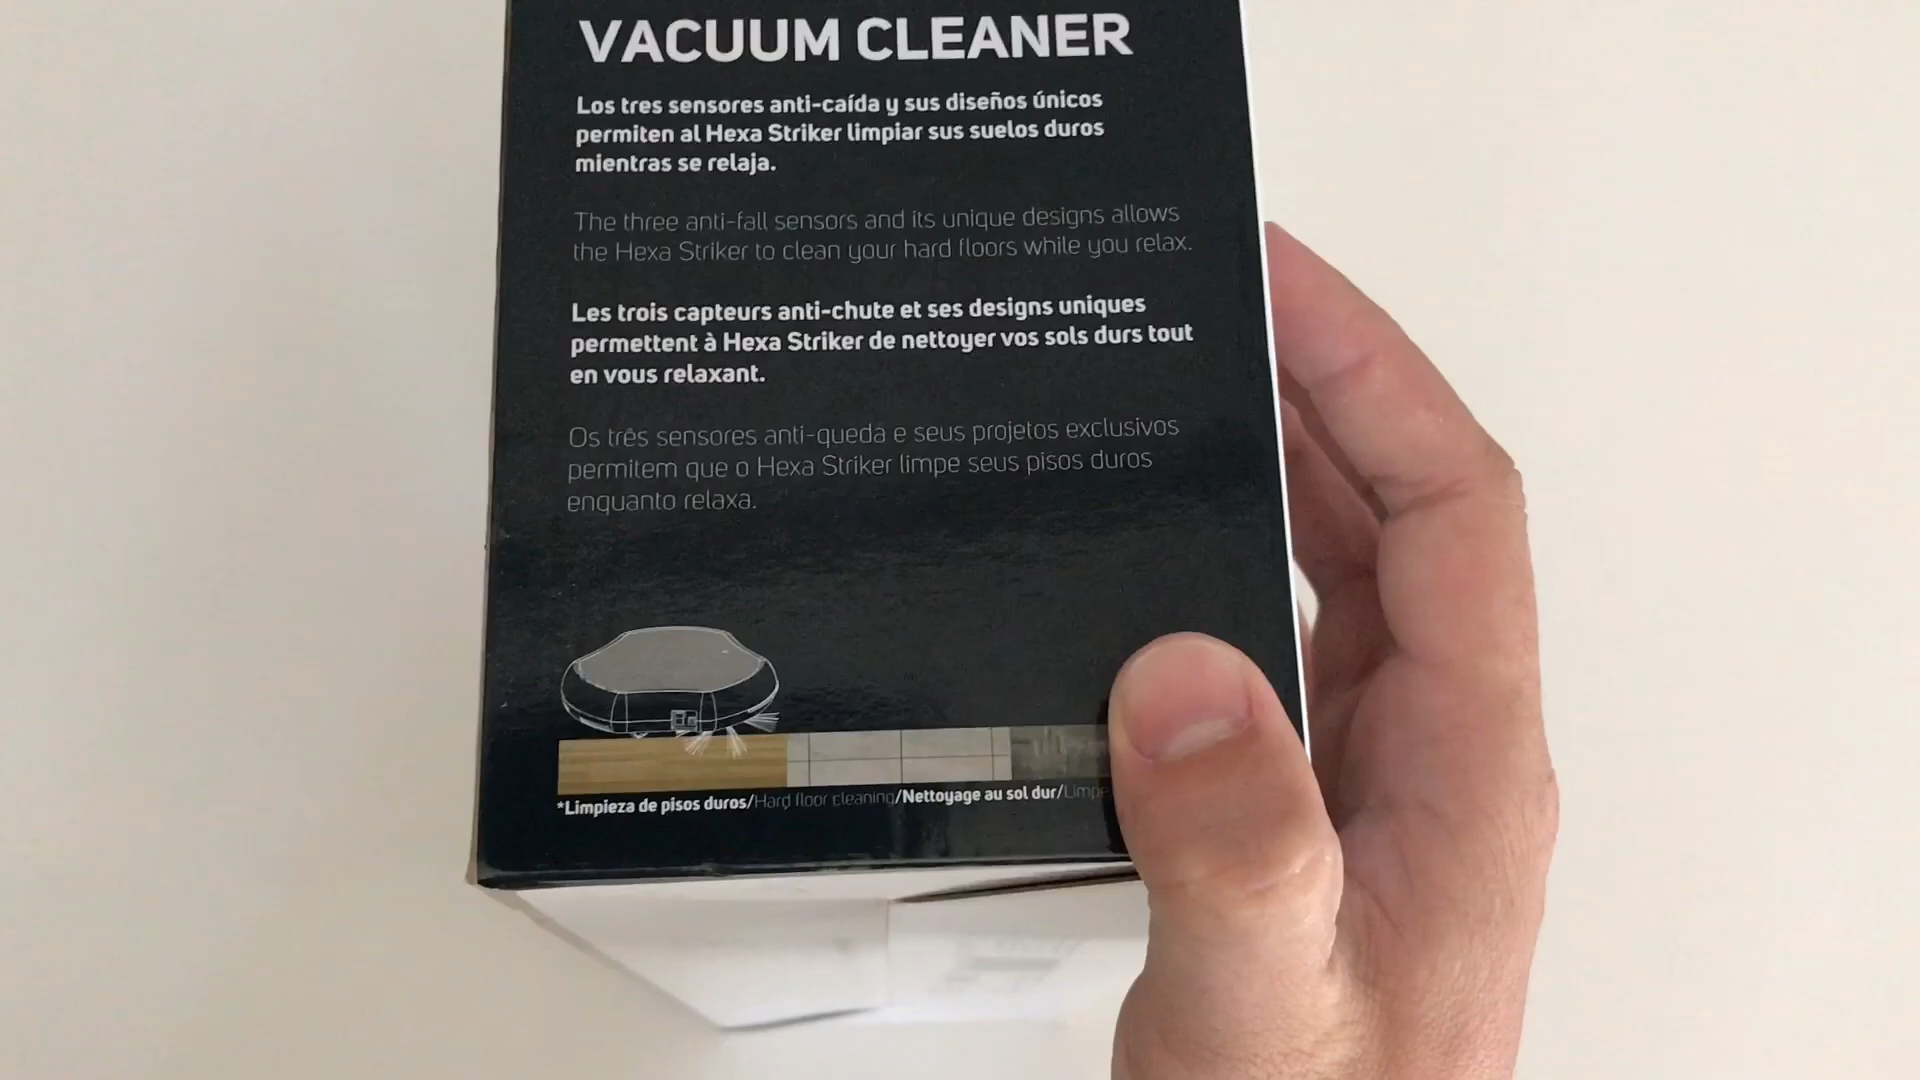 VACUUM CLEANER
Los tres sensores anti-caída y sus diseños únicos
permiten al Hexa Striker limpiar sus suelos duros
mientras se relaja.
The three anti-fall sensors and its unique designs allows
the Hexa Striker to clean your hard floors while you relax.
Les trois capteurs anti-chute et ses designs uniques
permettent à Hexa Striker de nettoyer vos sols durs tout
en vous relaxant.
Os três sensores anti-queda e seus projetos exclusivos
permitem que o Hexa Striker limpe seus pisos duros
enquanto relaxa.
*Limpieza de pisos duros/Hard floor cleaning/Nettoyage au sol dur/